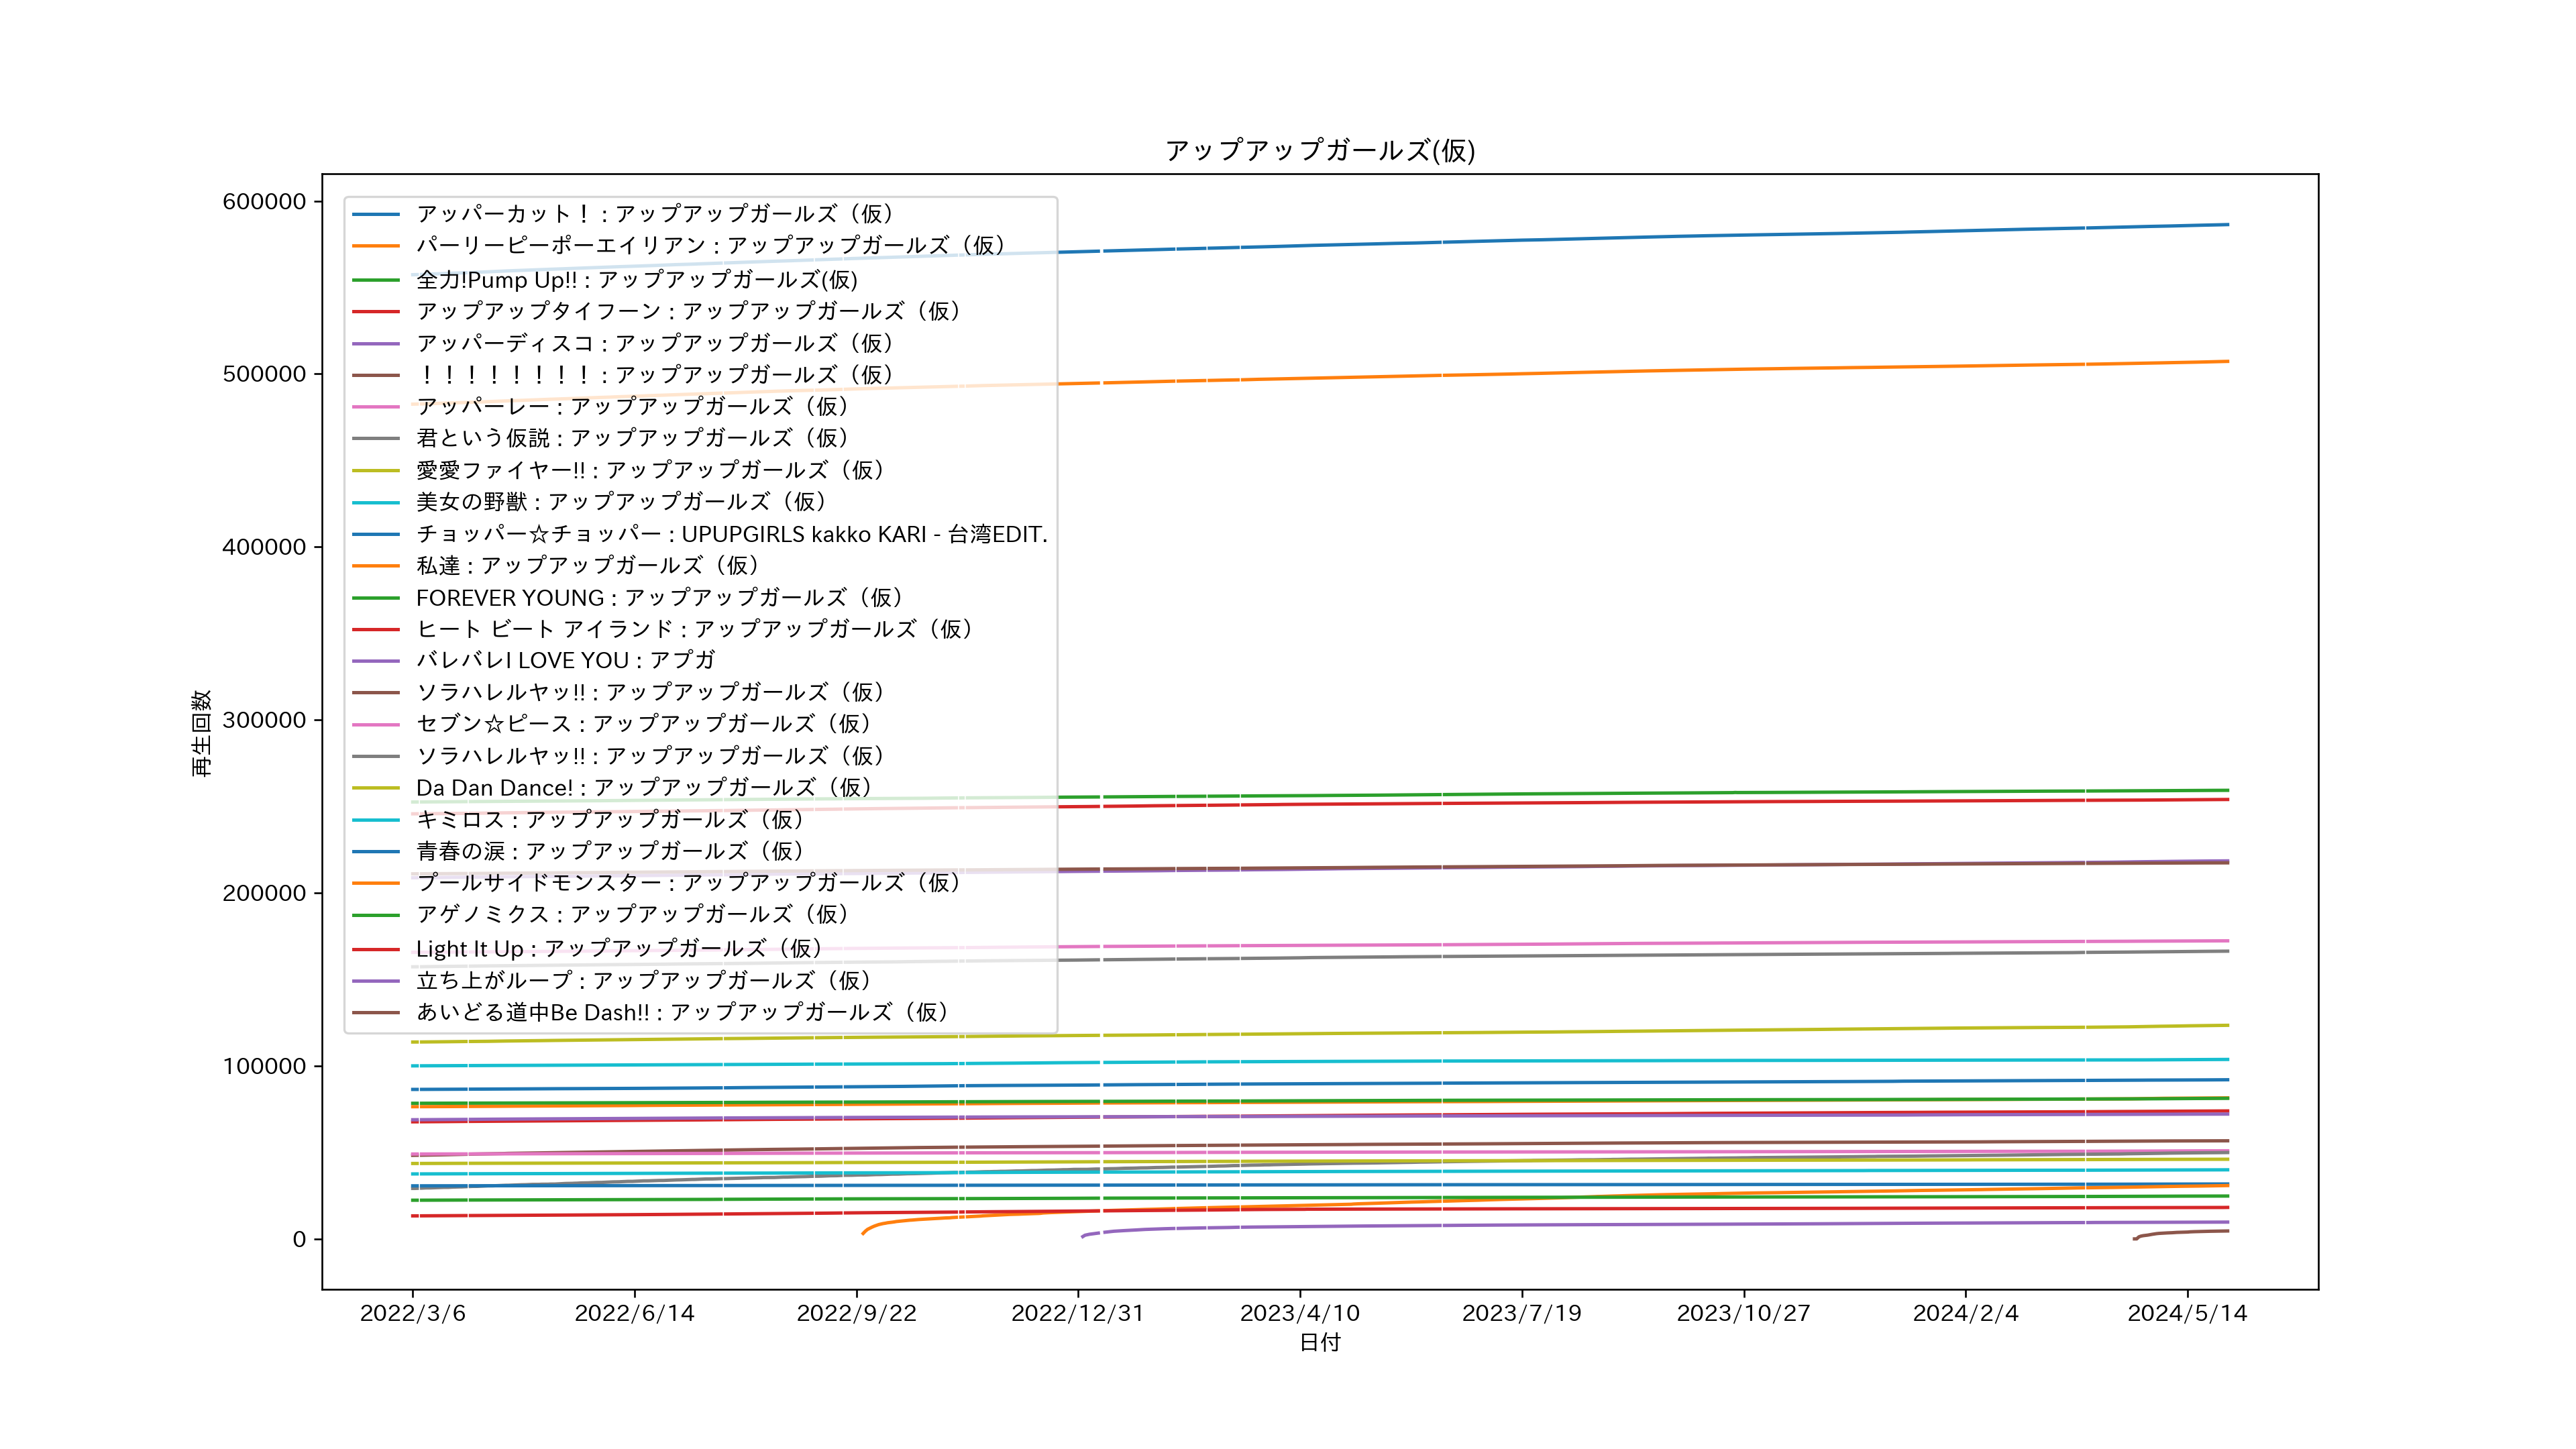 アップアップガールズ(仮)
600000
500000
400000
300000
200000
100000
0
再生回数
アッパーカット！ : アップアップガールズ（仮）
パーリーピーポーエイリアン : アップアップガールズ（仮）
全力!Pump Up!! : アップアップガールズ(仮)
アップアップタイフーン : アップアップガールズ（仮）
アッパーディスコ : アップアップガールズ（仮）
！！！！！！！！ : アップアップガールズ（仮）
アッパーレー : アップアップガールズ（仮）
君という仮説 : アップアップガールズ（仮）
愛愛ファイヤー!! : アップアップガールズ（仮）
美女の野獣 : アップアップガールズ（仮）
チョッパー☆チョッパー : UPUPGIRLS kakko KARI - 台湾EDIT.
私達 : アップアップガールズ（仮）
FOREVER YOUNG : アップアップガールズ（仮）
ヒート ビート アイランド : アップアップガールズ（仮）
バレバレI LOVE YOU : アプガ
ソラハレルヤッ!! : アップアップガールズ（仮）
セブン☆ピース : アップアップガールズ（仮）
ソラハレルヤッ!! : アップアップガールズ（仮）
Da Dan Dance! : アップアップガールズ（仮）
キミロス : アップアップガールズ（仮）
青春の涙 : アップアップガールズ（仮）
プールサイドモンスター : アップアップガールズ（仮）
アゲノミクス : アップアップガールズ（仮）
Light It Up : アップアップガールズ（仮）
立ち上がループ : アップアップガールズ（仮）
あいどる道中Be Dash!! : アップアップガールズ（仮）
2022/3/6
2022/6/14
2022/9/22
2022/12/31
2023/4/10
2023/7/19
2023/10/27
2024/2/4
2024/5/14
日付